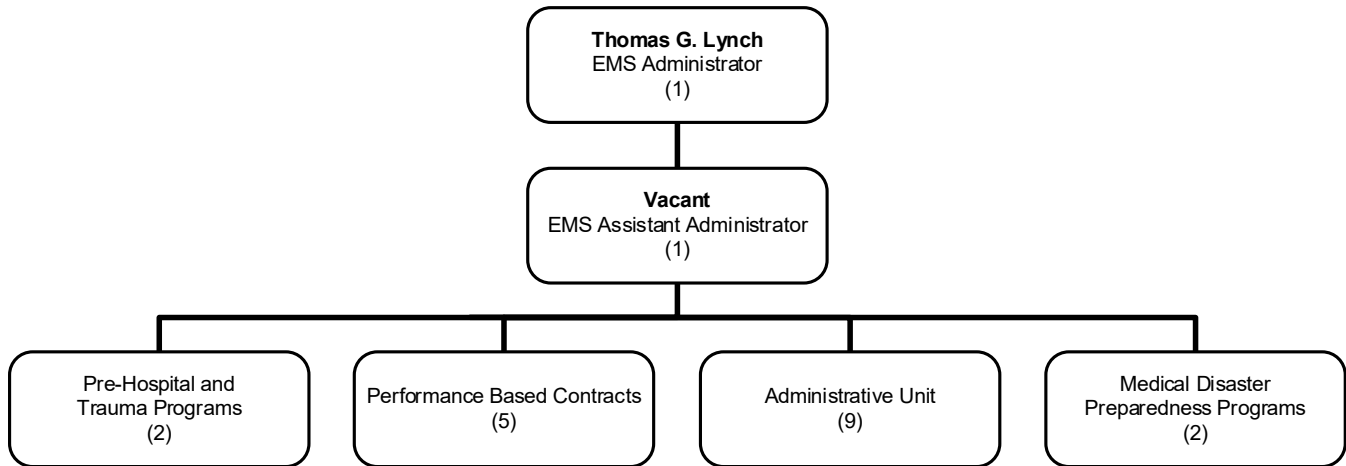 Thomas G. Lynch
EMS Administrator
(1)
Vacant
EMS Assistant Administrator
(1)
Pre-Hospital and
Trauma Programs
(2)
Performance Based Contracts
(5)
Administrative Unit
(9)
Medical Disaster
Preparedness Programs
(2)